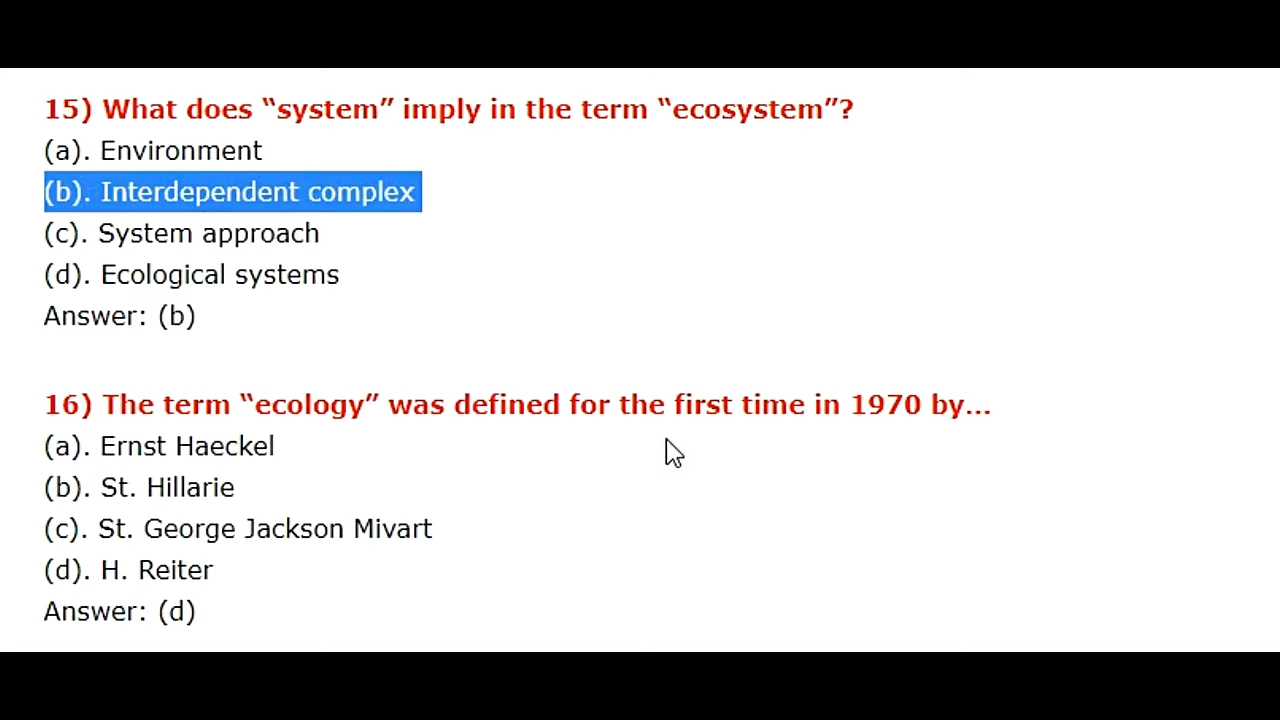 15) What does “system” imply in the term “ecosystem”?
(a). Environment
(b). Interdependent complex
(c). System approach
(d). Ecological systems
Answer: (b)
16) The term “ecology” was defined for the first time in 1970 by...
(a). Ernst Haeckel
(b). St. Hillarie
(c). St. George Jackson Mivart
(d). H. Reiter
Answer: (d)